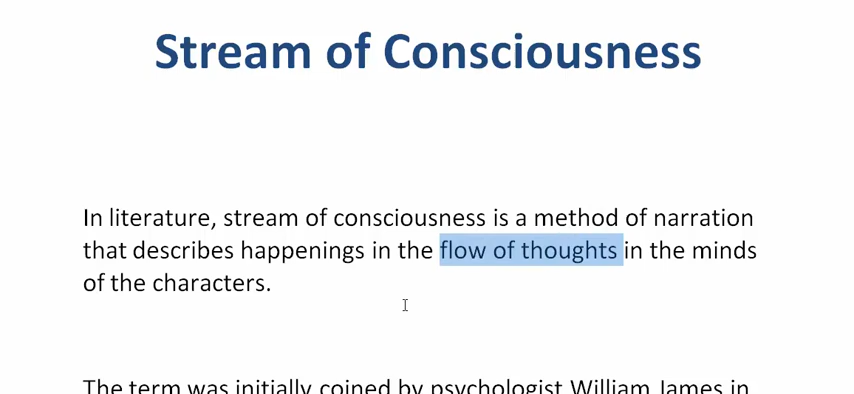 Stream of Consciousness
In literature, stream of consciousness is a method of narration
that describes happenings in the flow of thoughts in the minds
of the characters.
The term was initially coined by psychologist William James in